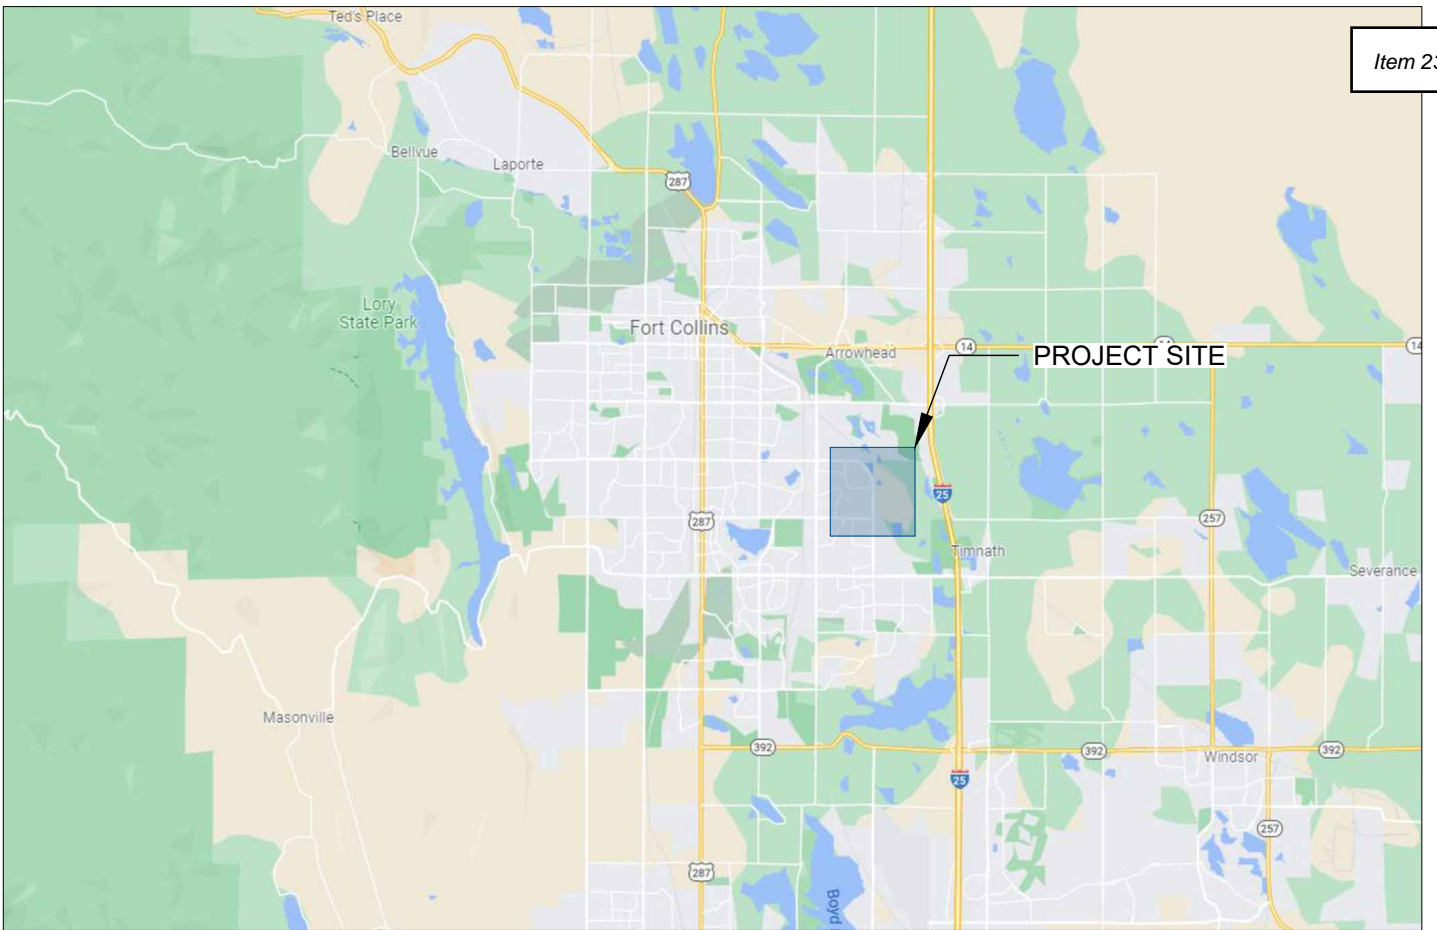 Ted's Place
Item 23
Bellvue
Laporte
287
Lory
State Park
Fort Collins
Arrowhead
14
14
14
PROJECT SITE
25
287
257
Timnath
Severance
Masonville
392
392
392
Windsor
25
257
287
Boyd